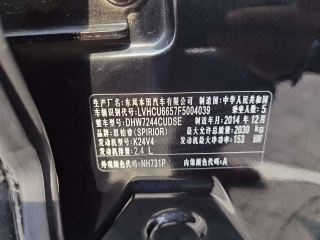 生产厂名:东风本田汽车有限公司 制造国:中华人民共和国
车辆识别代号:LVHCU6657F5004039 乘坐人数:5
整车型号:DHW7244CUDSE 制造年月:2014 年 12 月
品牌:思铂睿(SPIRIOR) 最大允许总质量:2030 kg
发动机型号:K24V4 发动机最大净功率:153 kW
发动机排量:2.4 L
外观颜色代码:NH731P 内饰颜色:A